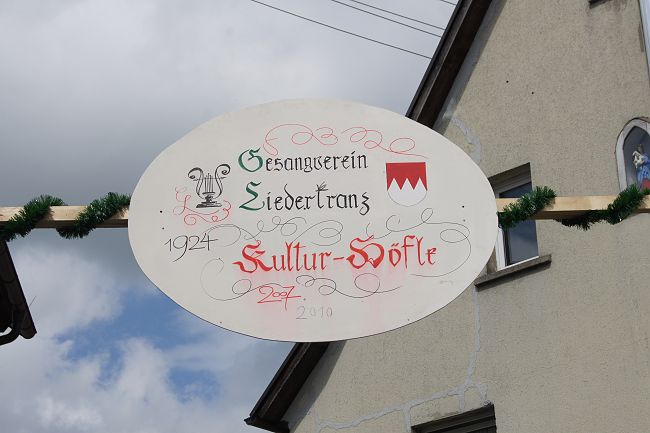 Gesangverein
Liederkranz
1924
Kultur-Höfle
2007
2010